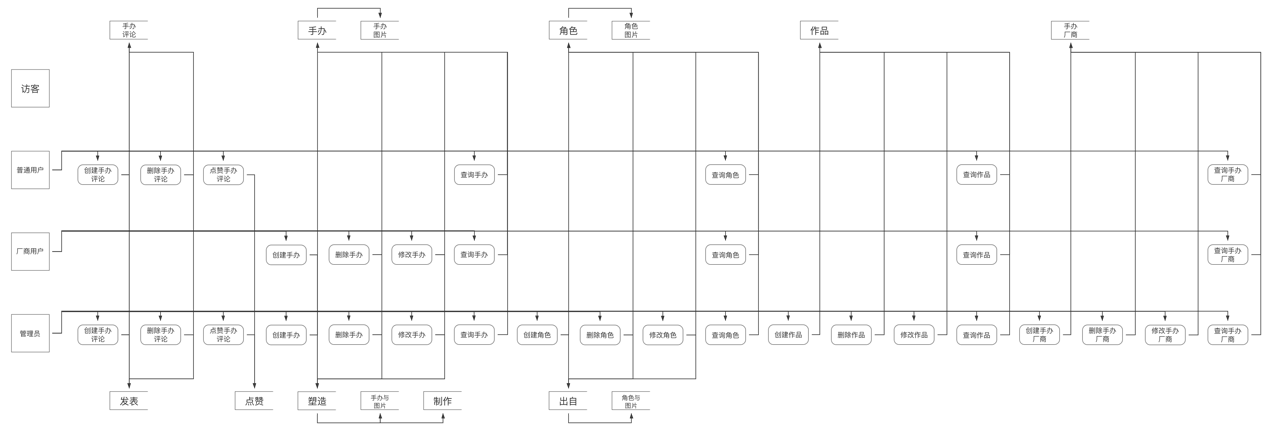 手办
评论
手办
手办
图片
角色
角色
图片
作品
手办
厂商
访客
普通用户
创建手办
评论
删除手办
评论
点赞手办
评论
查询手办
查询角色
查询作品
查询手办
厂商
厂商用户
创建手办
删除手办
修改手办
查询手办
查询角色
查询作品
查询手办
厂商
管理员
创建手办
评论
删除手办
评论
点赞手办
评论
创建手办
删除手办
修改手办
查询手办
创建角色
删除角色
修改角色
查询角色
创建作品
删除作品
修改作品
查询作品
创建手办
厂商
删除手办
厂商
修改手办
厂商
查询手办
厂商
发表
点赞
塑造
手办与
图片
制作
出自
角色与
图片